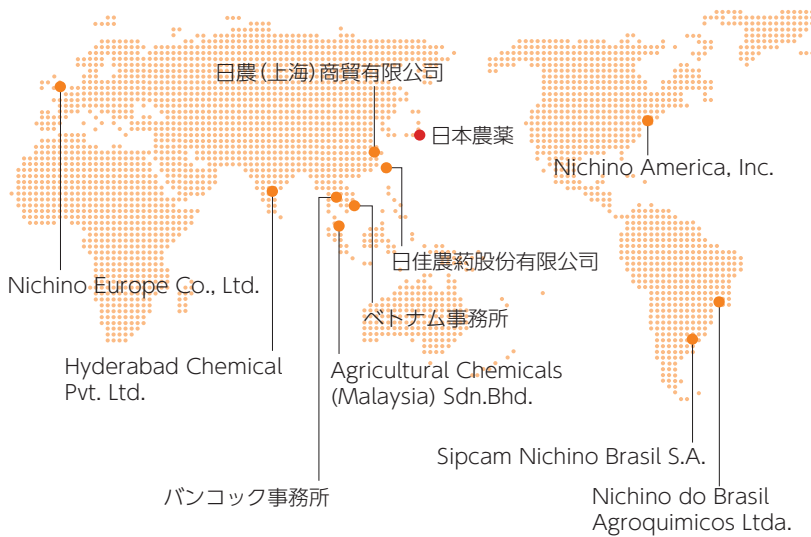 日農(上海)商貿有限公司
日本農薬
Nichino America, Inc.
日佳農葯股份有限公司
Nichino Europe Co., Ltd.
ベトナム事務所
Hyderabad Chemical
Pvt. Ltd.
Agricultural Chemicals
(Malaysia) Sdn.Bhd.
Sipcam Nichino Brasil S.A.
バンコック事務所
Nichino do Brasil
Agroquimicos Ltda.